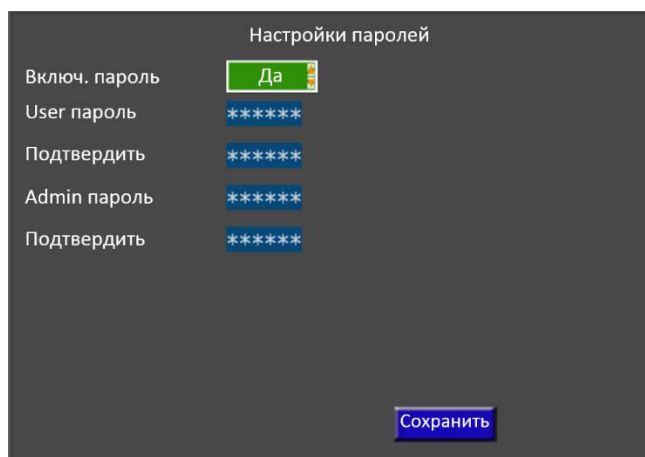 Настройки паролей
Включ. пароль Да
User пароль ******
Подтвердить ******
Admin пароль ******
Подтвердить ******
Сохранить